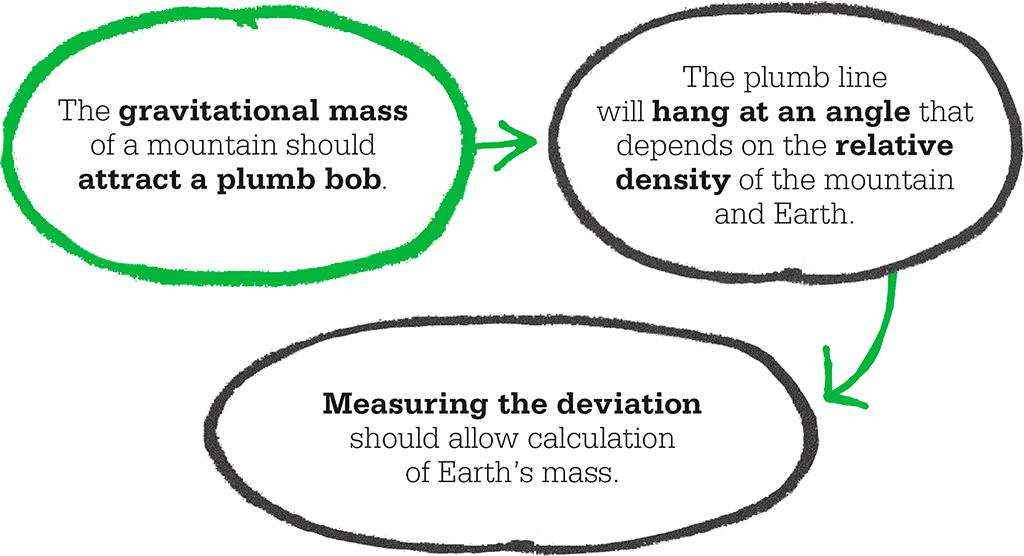 The gravitational mass
of a mountain should
attract a plumb bob.
The plumb line
will hang at an angle that
depends on the relative
density of the mountain
and Earth.
Measuring the deviation
should allow calculation
of Earth’s mass.